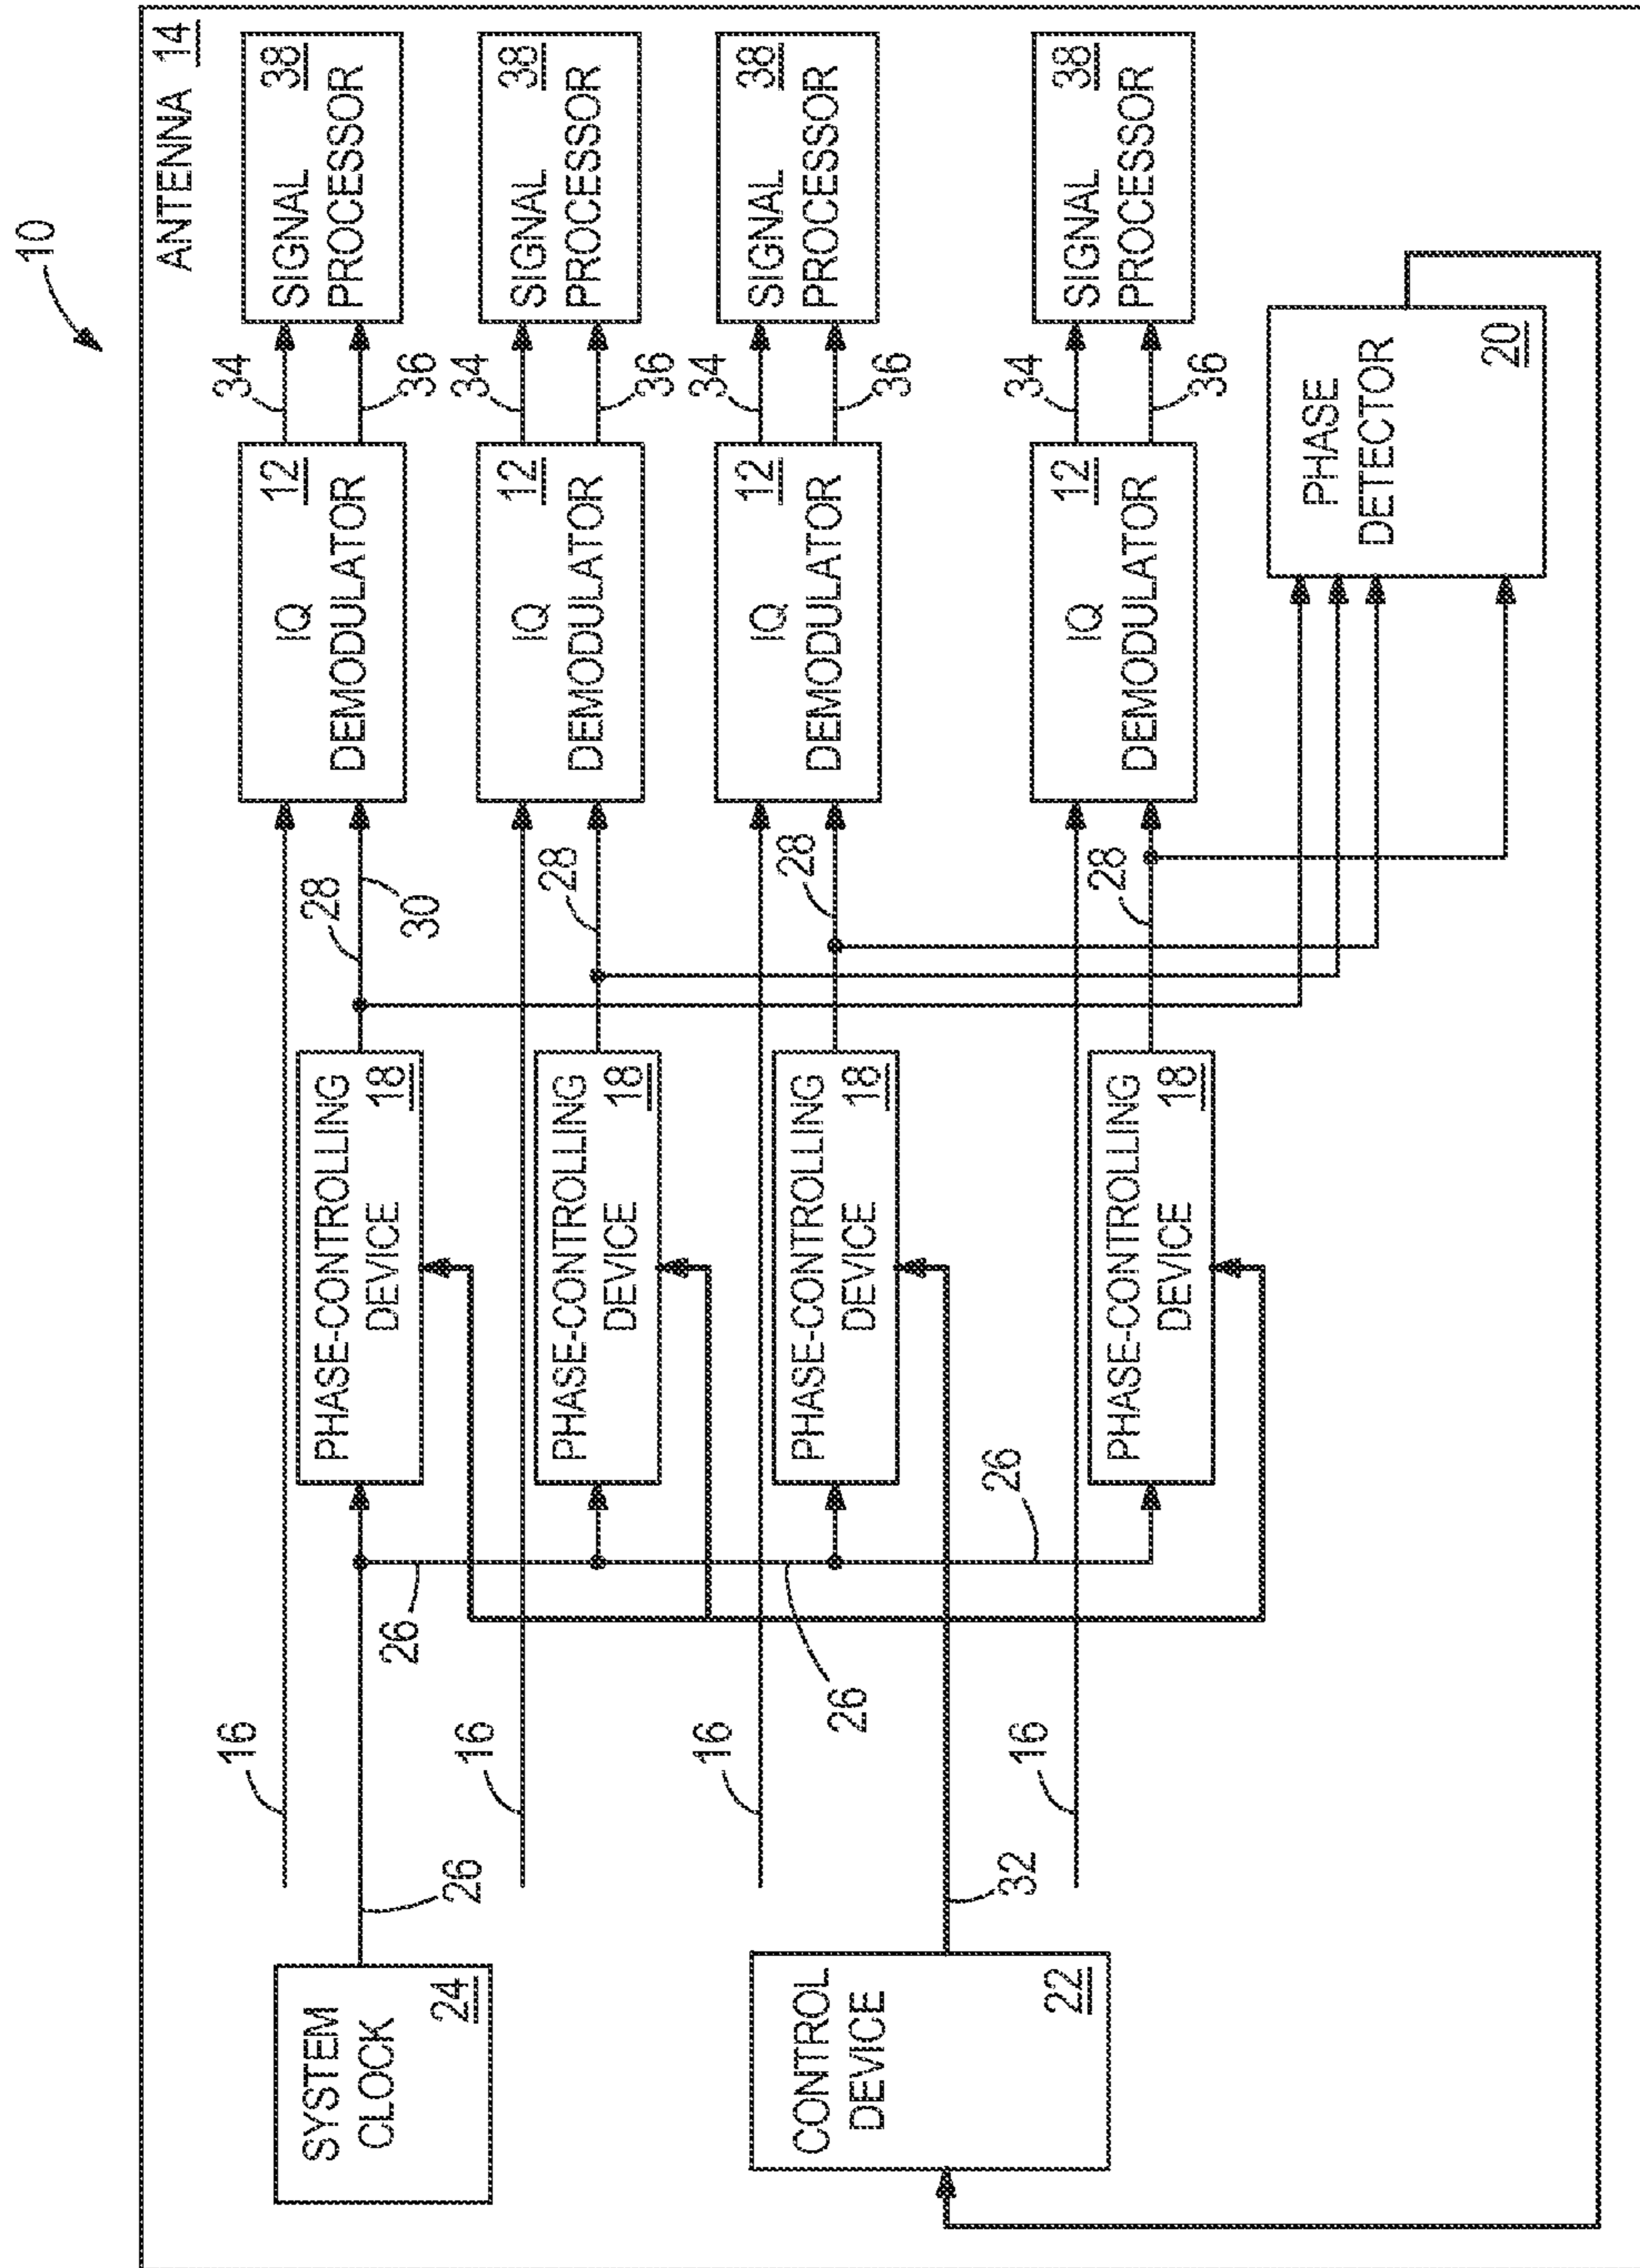 10
ANTENNA 14
SYSTEM
CLOCK
24
26
16
26
PHASE-CONTROLLING
DEVICE
18
28
30
IQ
DEMODULATOR
12
34
36
SIGNAL
PROCESSOR
38
16
PHASE-CONTROLLING
DEVICE
18
28
IQ
DEMODULATOR
12
34
36
SIGNAL
PROCESSOR
38
CONTROL
DEVICE
22
32
16
26
PHASE-CONTROLLING
DEVICE
18
28
IQ
DEMODULATOR
12
34
36
SIGNAL
PROCESSOR
38
16
26
PHASE-CONTROLLING
DEVICE
18
28
IQ
DEMODULATOR
12
34
36
SIGNAL
PROCESSOR
38
PHASE
DETECTOR
20